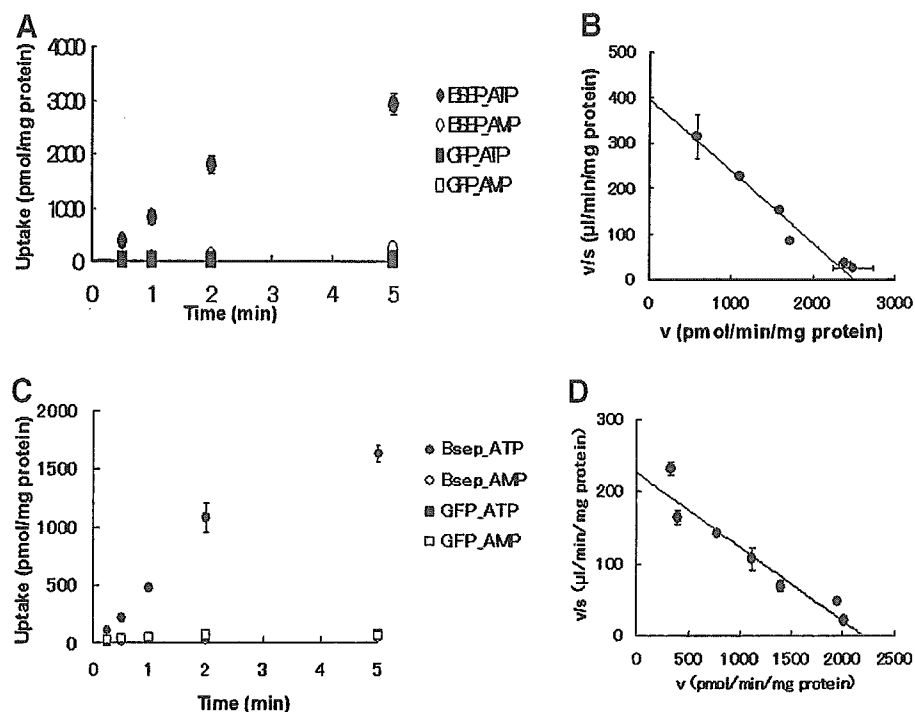 A
Uptake (pmol/mg protein)
4000
3000
2000
1000
0
0 1 2 3 4 5
Time (min)
BSEP_ATP
BSEP_AMP
GFP_ATP
GFP_AMP
B
v/s (µl/min/mg protein)
500
400
300
200
100
0
0 1000 2000 3000
v (pmol/min/mg protein)
C
Uptake (pmol/mg protein)
2000
1500
1000
500
0
0 1 2 3 4 5
Time (min)
Bsep_ATP
Bsep_AMP
GFP_ATP
GFP_AMP
D
v/s (µl/min/mg protein)
300
200
100
0
0 500 1000 1500 2000 2500
v (pmol/min/mg protein)